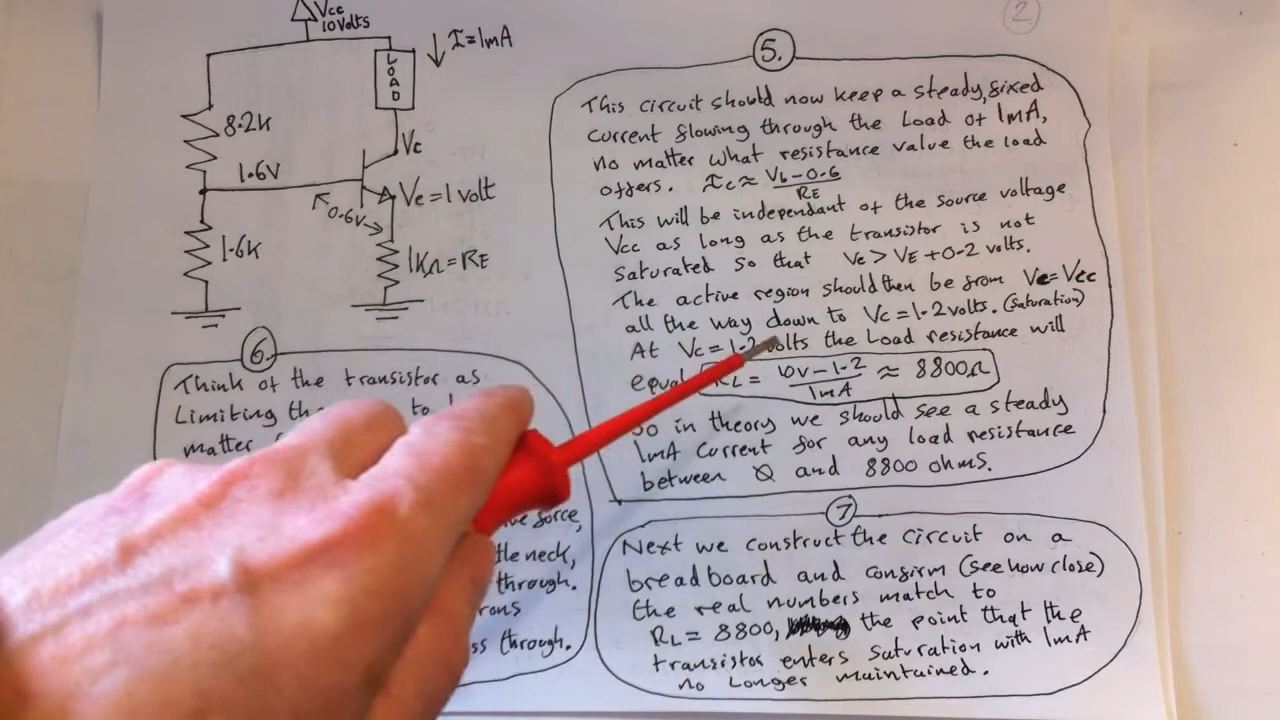 2
Vcc
10 Volts
I=1mA
LOAD
8.2K
Vc
1.6V
Ve = 1 volt
0.6V
1.6K
1KΩ = RE
5.
This circuit should now keep a steady, fixed
current flowing through the Load of 1mA,
no matter what resistance value the load
offers. Ic ≈ Vb-0.6 / RE
This will be independant of the source voltage
Vcc as long as the transistor is not
saturated so that Vc > VE + 0.2 volts.
The active region should then be from Vc = Vcc
all the way down to Vc = 1.2 volts. (Saturation)
At Vc = 1.2 volts the Load resistance will
equal RL = 10V-1.2 / 1mA ≈ 8800Ω
So in theory we should see a steady
1mA current for any load resistance
between 0 and 8800 ohms.
6.
Think of the transistor as
Limiting to
matter
force,
neck,
through.
through.
7
Next we construct the circuit on a
breadboard and confirm (see how close)
the real numbers match to
RL = 8800, the point that the
transistor enters saturation with 1mA
no longer maintained.